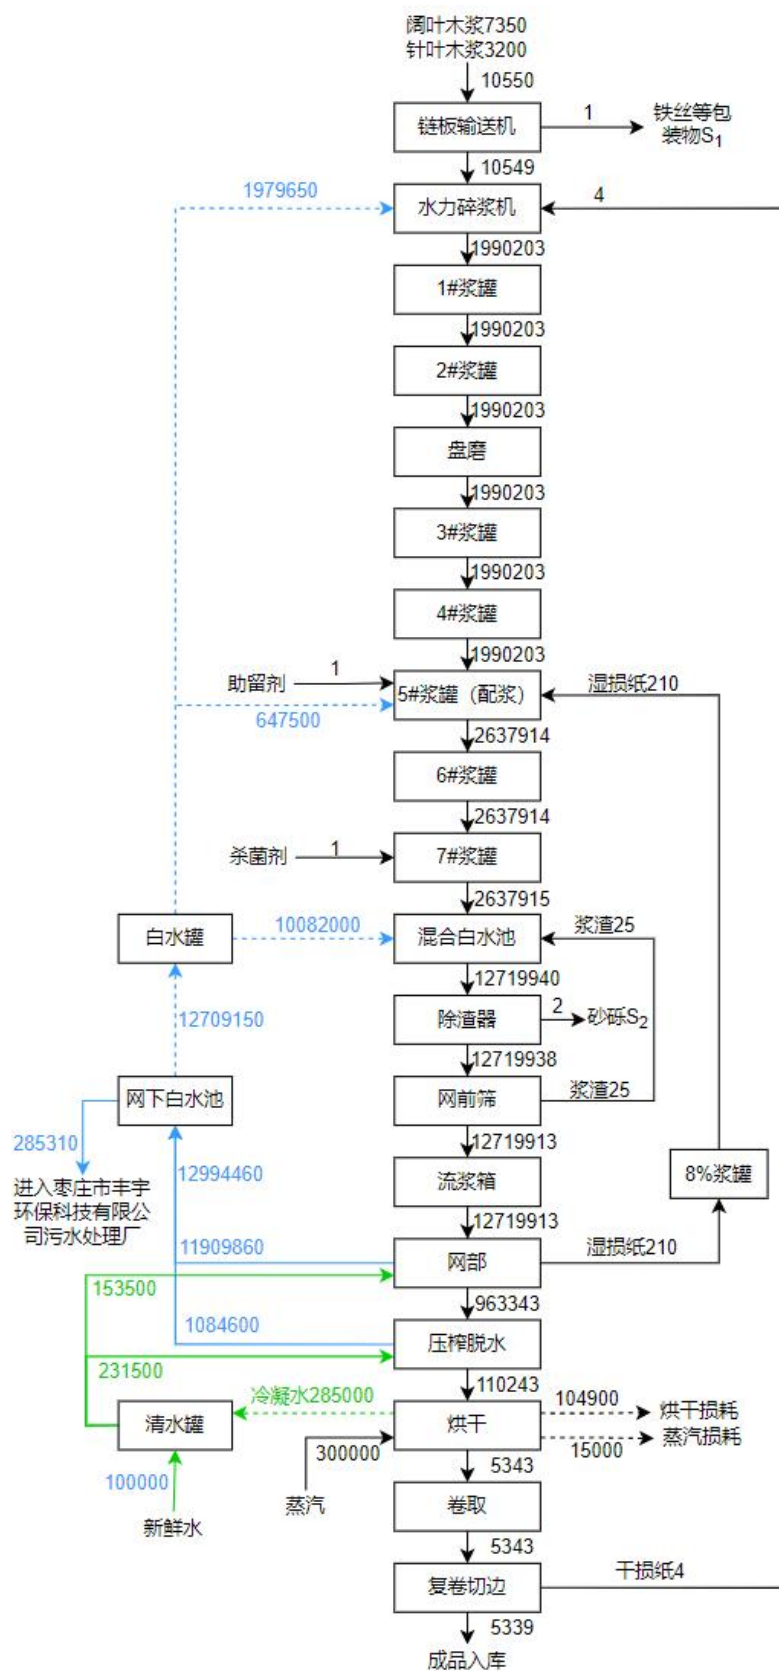 阔叶木浆7350
针叶木浆3200
10550
链板输送机
1
铁丝等包
装物S1
10549
1979650
水力碎浆机
4
1990203
1#浆罐
1990203
2#浆罐
1990203
盘磨
1990203
3#浆罐
1990203
4#浆罐
1990203
助留剂
1
5#浆罐（配浆）
湿损纸210
647500
2637914
6#浆罐
2637914
杀菌剂
1
7#浆罐
2637915
白水罐
10082000
混合白水池
浆渣25
12719940
12709150
除渣器
2
砂砾S2
12719938
网下白水池
网前筛
浆渣25
285310
12719913
进入枣庄市丰宇
环保科技有限公
司污水处理厂
12994460
流浆箱
8%浆罐
12719913
11909860
网部
湿损纸210
153500
963343
1084600
压榨脱水
231500
110243
冷凝水285000
104900
烘干损耗
清水罐
烘干
15000
蒸汽损耗
300000
5343
100000
蒸汽
卷取
新鲜水
5343
复卷切边
干损纸4
5339
成品入库